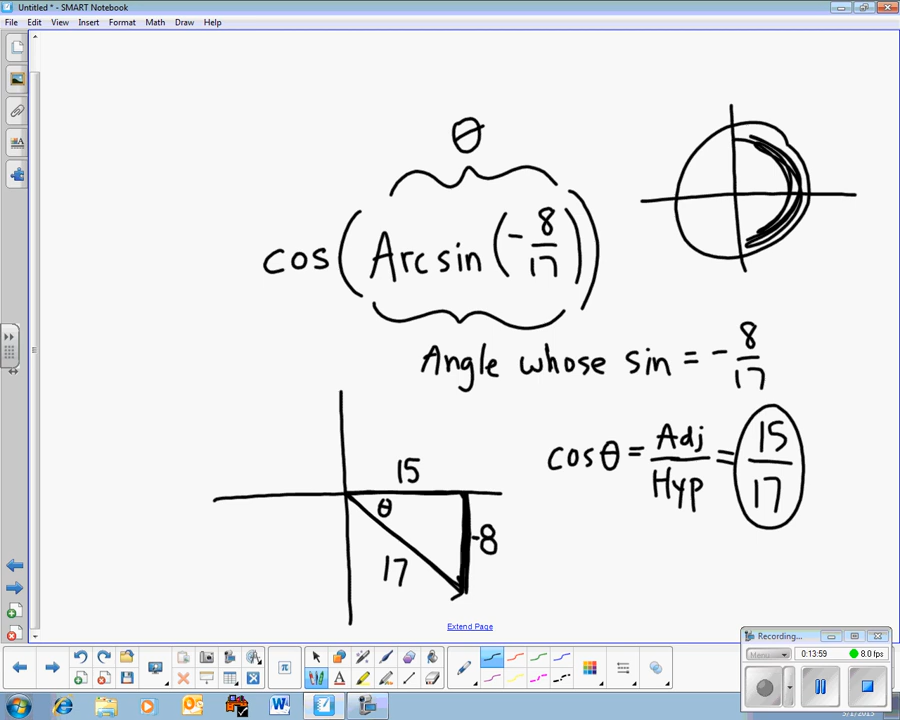 Untitled * - SMART Notebook
File Edit View Insert Format Math Draw Help
θ
cos(Arcsin(-8/17))
Angle whose sin = -8/17
cosθ = Adj/Hyp = 15/17
15
θ
-8
17
Extend Page
Recording...
Menu
0:13:59
8.0 fps
π
A
W